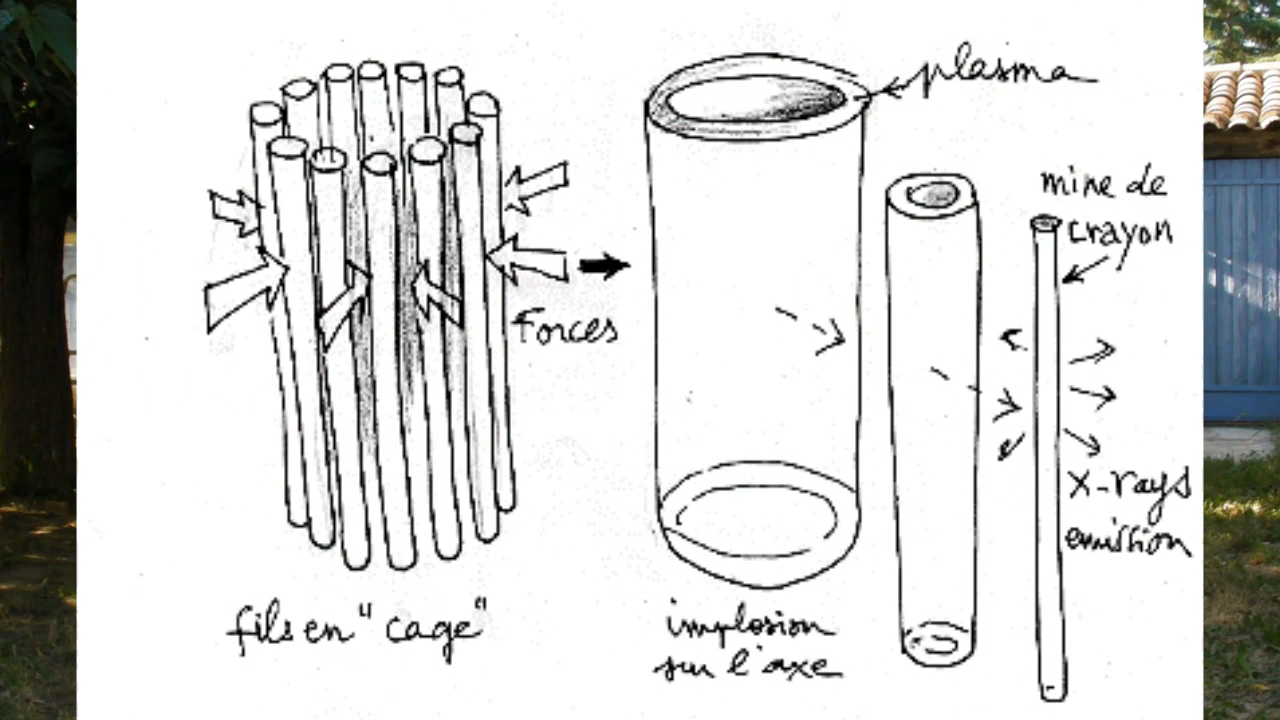 plasma
mine de
crayon
Forces
X-rays
emission
fils en "cage"
implosion
sur l'axe